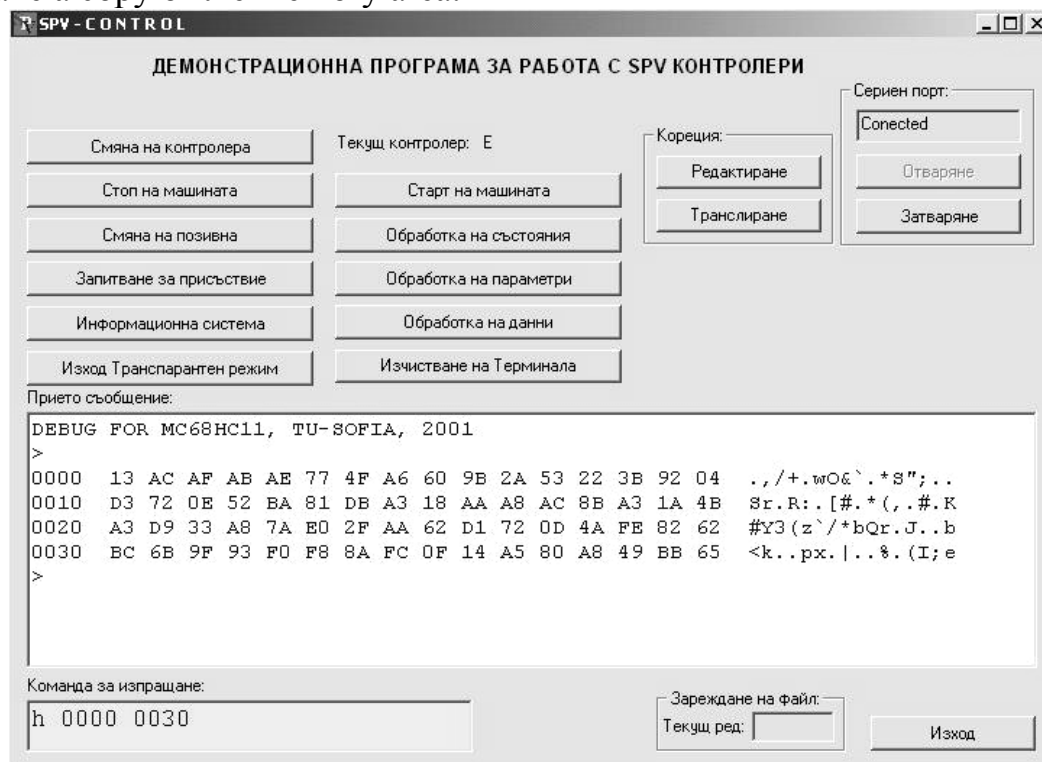 SPV-CONTROL
ДЕМОНСТРАЦИОННА ПРОГРАМА ЗА РАБОТА С SPV КОНТРОЛЕРИ
Сериен порт:
Conected
Отваряне
Затваряне
Корeция:
Редактиране
Транслиране
Смяна на контролера
Текущ контролер: E
Стоп на машината
Старт на машината
Смяна на позивна
Обработка на състояния
Запитване за присъствие
Обработка на параметри
Информационна система
Обработка на данни
Изход Транспарантен режим
Изчистване на Терминала
Прието съобщение:
DEBUG FOR MC68HC11, TU-SOFIA, 2001
>
0000 13 AC AF AB AE 77 4F A6 60 9B 2A 53 22 3B 92 04 .,/+.wO&`.*S";..
0010 D3 72 0E 52 BA 81 DB A3 18 AA A8 AC 8B A3 1A 4B Sr.R:.[#.*(,.#.K
0020 A3 D9 33 A8 7A E0 2F AA 62 D1 72 0D 4A FE 82 62 #Y3(z`/*bQr.J..b
0030 BC 6B 9F 93 F0 F8 8A FC 0F 14 A5 80 A8 49 BB 65 <k..px.|..%.(I;e
>
Команда за изпращане:
h 0000 0030
Зареждане на файл:
Текущ ред:
Изход